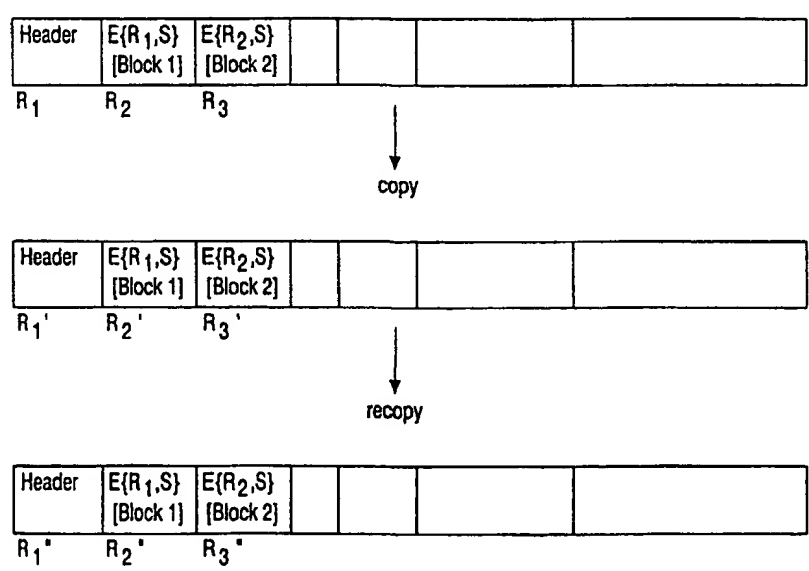 Header E{R₁,S} E{R₂,S}
[Block 1] [Block 2]
R₁ R₂ R₃
copy
Header E{R₁,S} E{R₂,S}
[Block 1] [Block 2]
R₁' R₂' R₃'
recopy
Header E{R₁,S} E{R₂,S}
[Block 1] [Block 2]
R₁" R₂" R₃"